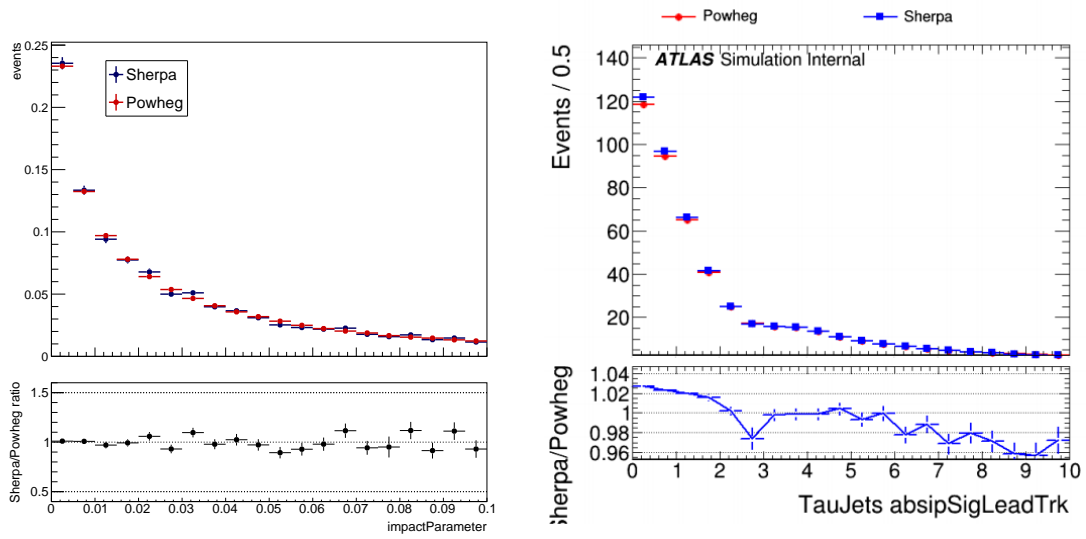 events
0.25
0.2
0.15
0.1
0.05
0
Sherpa
Powheg
Sherpa/Powheg ratio
1.5
1
0.5
0 0.01 0.02 0.03 0.04 0.05 0.06 0.07 0.08 0.09 0.1
impactParameter
Powheg Sherpa
Events / 0.5
140
120
100
80
60
40
20
ATLAS Simulation Internal
Sherpa/Powheg
1.04
1.02
1
0.98
0.96
0 1 2 3 4 5 6 7 8 9 10
TauJets absipSigLeadTrk